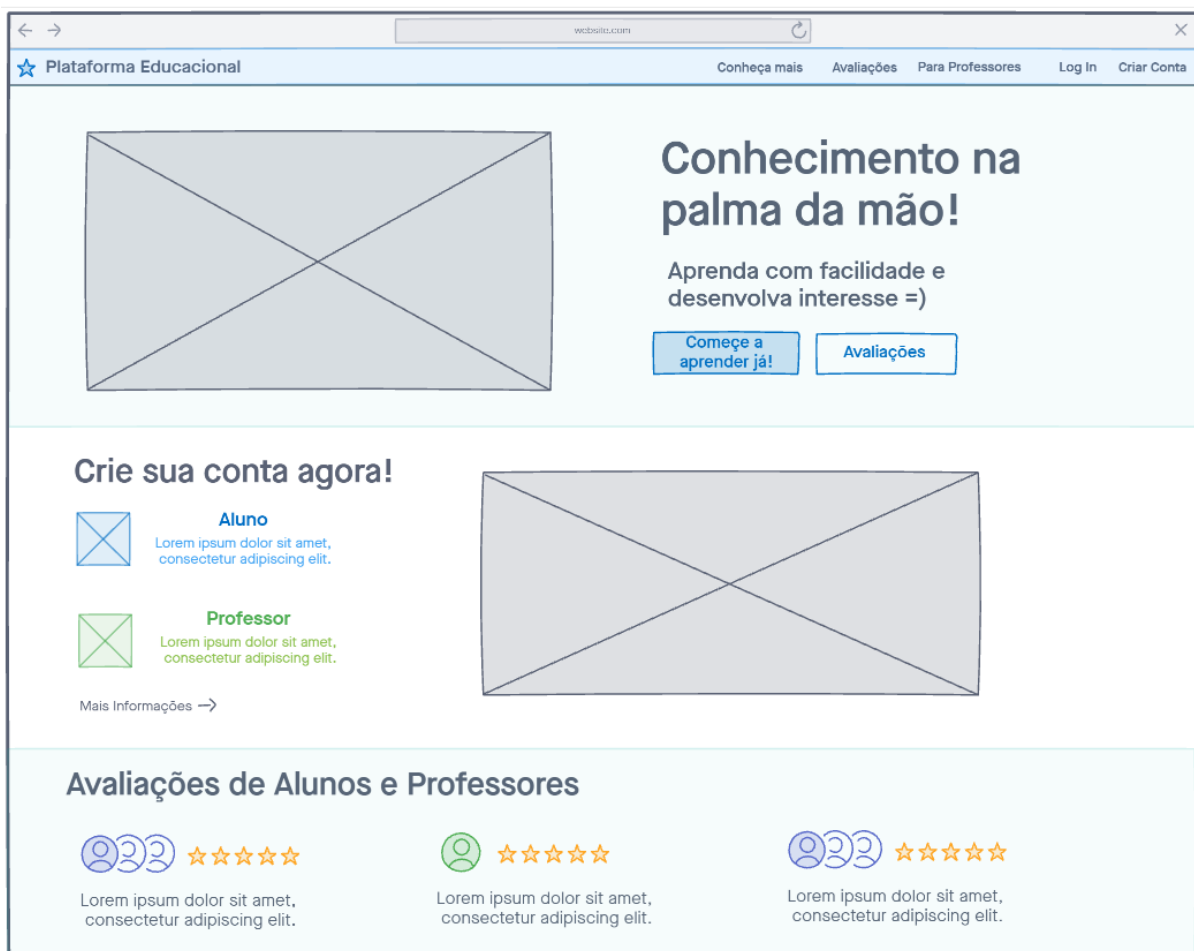 website.com
Plataforma Educacional
Conheça mais
Avaliações
Para Professores
Log In
Criar Conta
Conhecimento na
palma da mão!
Aprenda com facilidade e
desenvolva interesse =)
Começe a
aprender já!
Avaliações
Crie sua conta agora!
Aluno
Lorem ipsum dolor sit amet,
consectetur adipiscing elit.
Professor
Lorem ipsum dolor sit amet,
consectetur adipiscing elit.
Mais Informações
Avaliações de Alunos e Professores
Lorem ipsum dolor sit amet,
consectetur adipiscing elit.
Lorem ipsum dolor sit amet,
consectetur adipiscing elit.
Lorem ipsum dolor sit amet,
consectetur adipiscing elit.